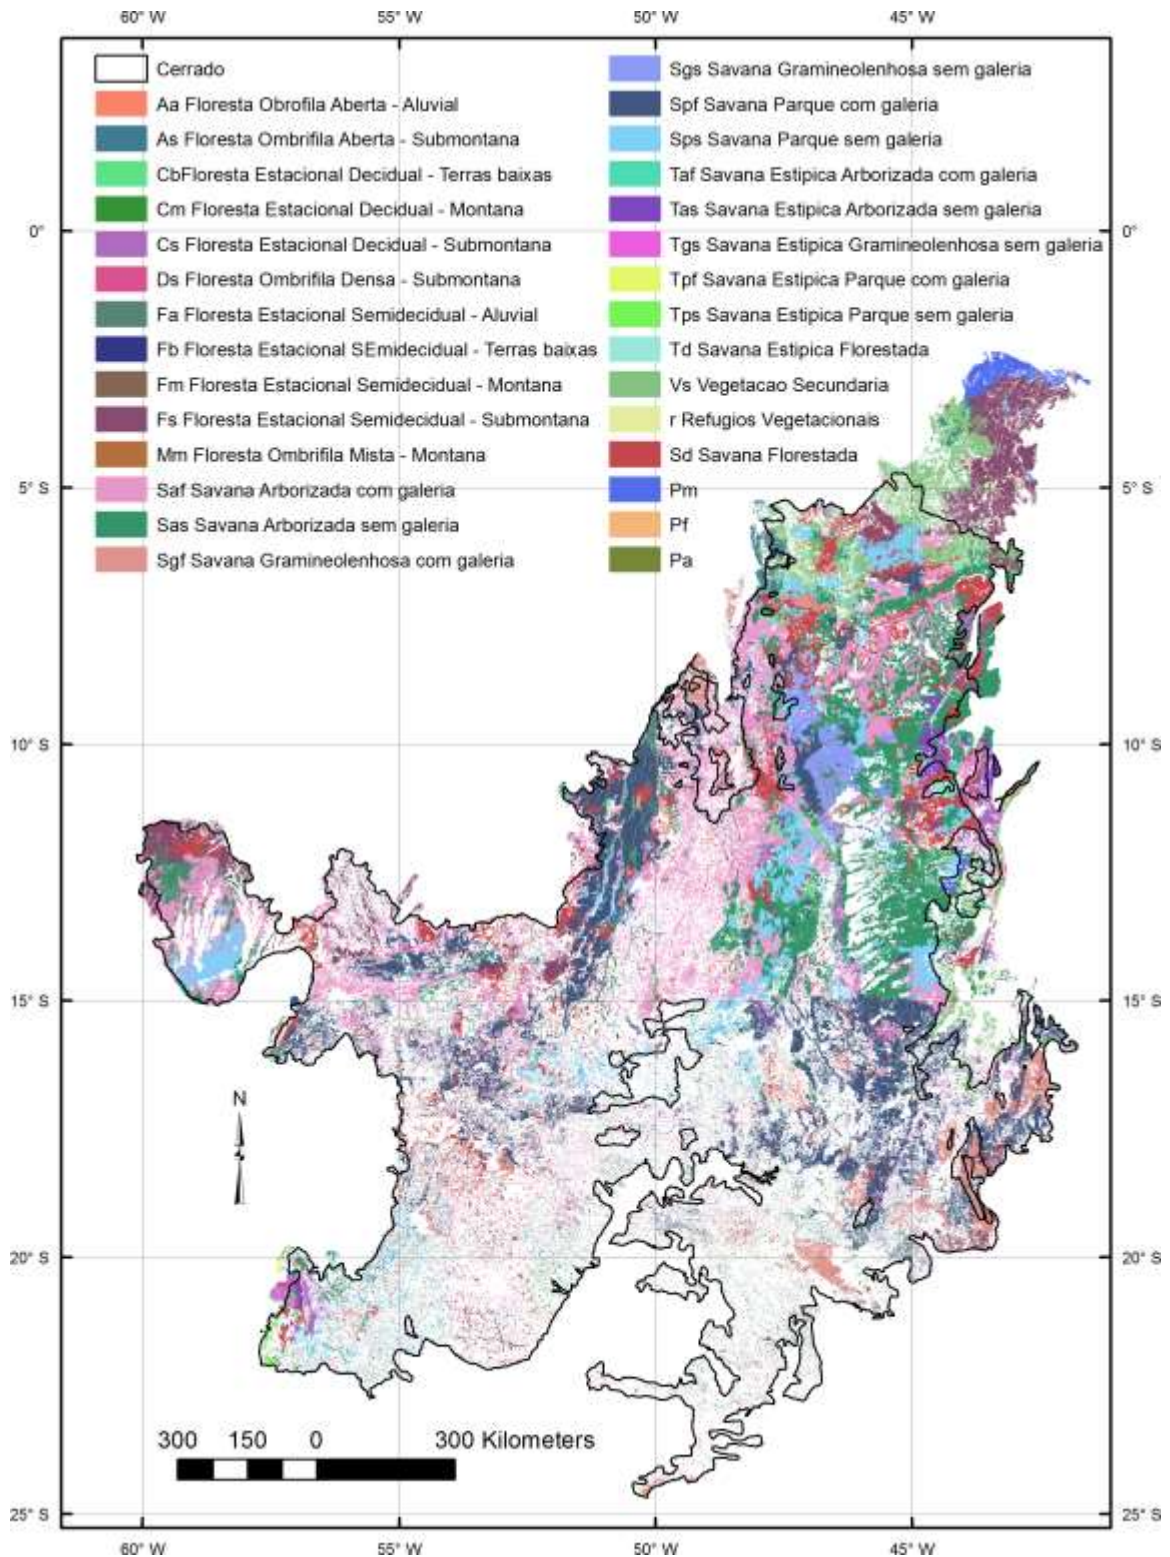 60° W 55° W 50° W 45° W
Cerrado
Aa Floresta Obrofila Aberta - Aluvial
As Floresta Ombrifila Aberta - Submontana
CbFloresta Estacional Decidual - Terras baixas
Cm Floresta Estacional Decidual - Montana
Cs Floresta Estacional Decidual - Submontana
Ds Floresta Ombrifila Densa - Submontana
Fa Floresta Estacional Semidecidual - Aluvial
Fb Floresta Estacional SEmidecidual - Terras baixas
Fm Floresta Estacional Semidecidual - Montana
Fs Floresta Estacional Semidecidual - Submontana
Mm Floresta Ombrifila Mista - Montana
Saf Savana Arborizada com galeria
Sas Savana Arborizada sem galeria
Sgf Savana Gramineolenhosa com galeria
Sgs Savana Gramineolenhosa sem galeria
Spf Savana Parque com galeria
Sps Savana Parque sem galeria
Taf Savana Estipica Arborizada com galeria
Tas Savana Estipica Arborizada sem galeria
Tgs Savana Estipica Gramineolenhosa sem galeria
Tpf Savana Estipica Parque com galeria
Tps Savana Estipica Parque sem galeria
Td Savana Estipica Florestada
Vs Vegetacao Secundaria
r Refugios Vegetacionais
Sd Savana Florestada
Pm
Pf
Pa
0° 0°
5° S 5° S
10° S 10° S
15° S 15° S
N
20° S 20° S
300 150 0 300 Kilometers
25° S 25° S
60° W 55° W 50° W 45° W